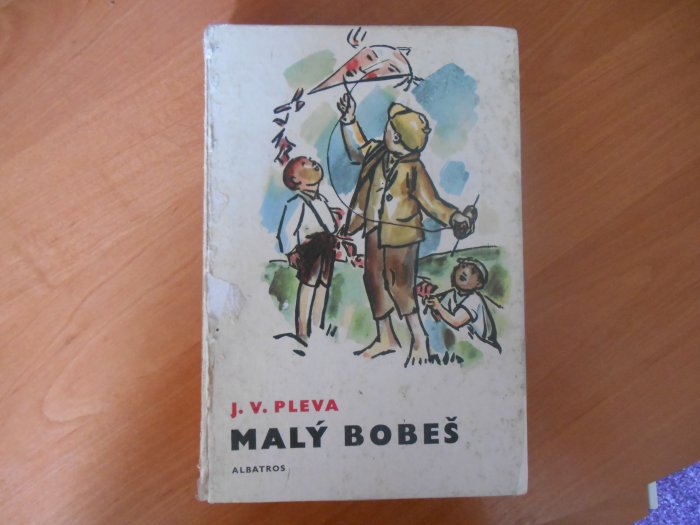 J. V. PLEVA
MALÝ BOBEŠ
ALBATROS